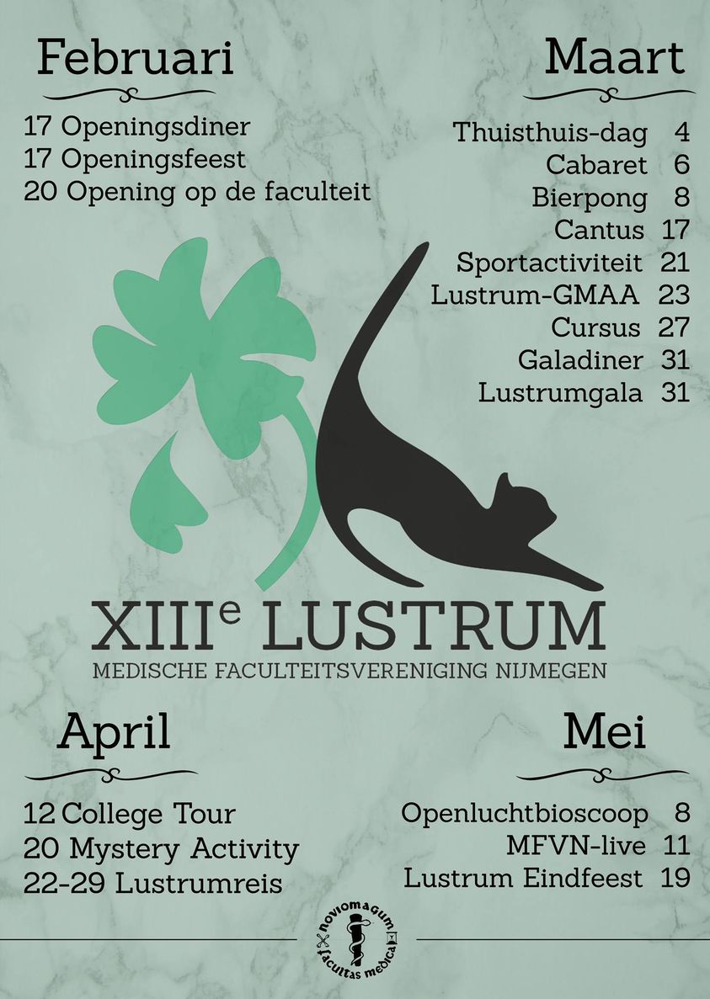 Februari
17 Openingsdiner
17 Openingsfeest
20 Opening op de faculteit
Maart
Thuisthuis-dag 4
Cabaret 6
Bierpong 8
Cantus 17
Sportactiviteit 21
Lustrum-GMAA 23
Cursus 27
Galadiner 31
Lustrumgala 31
XIIIe LUSTRUM
MEDISCHE FACULTEITSVERENIGING NIJMEGEN
April
12 College Tour
20 Mystery Activity
22-29 Lustrumreis
Mei
Openluchtbioscoop 8
MFVN-live 11
Lustrum Eindfeest 19
noviomagum
facultas medica